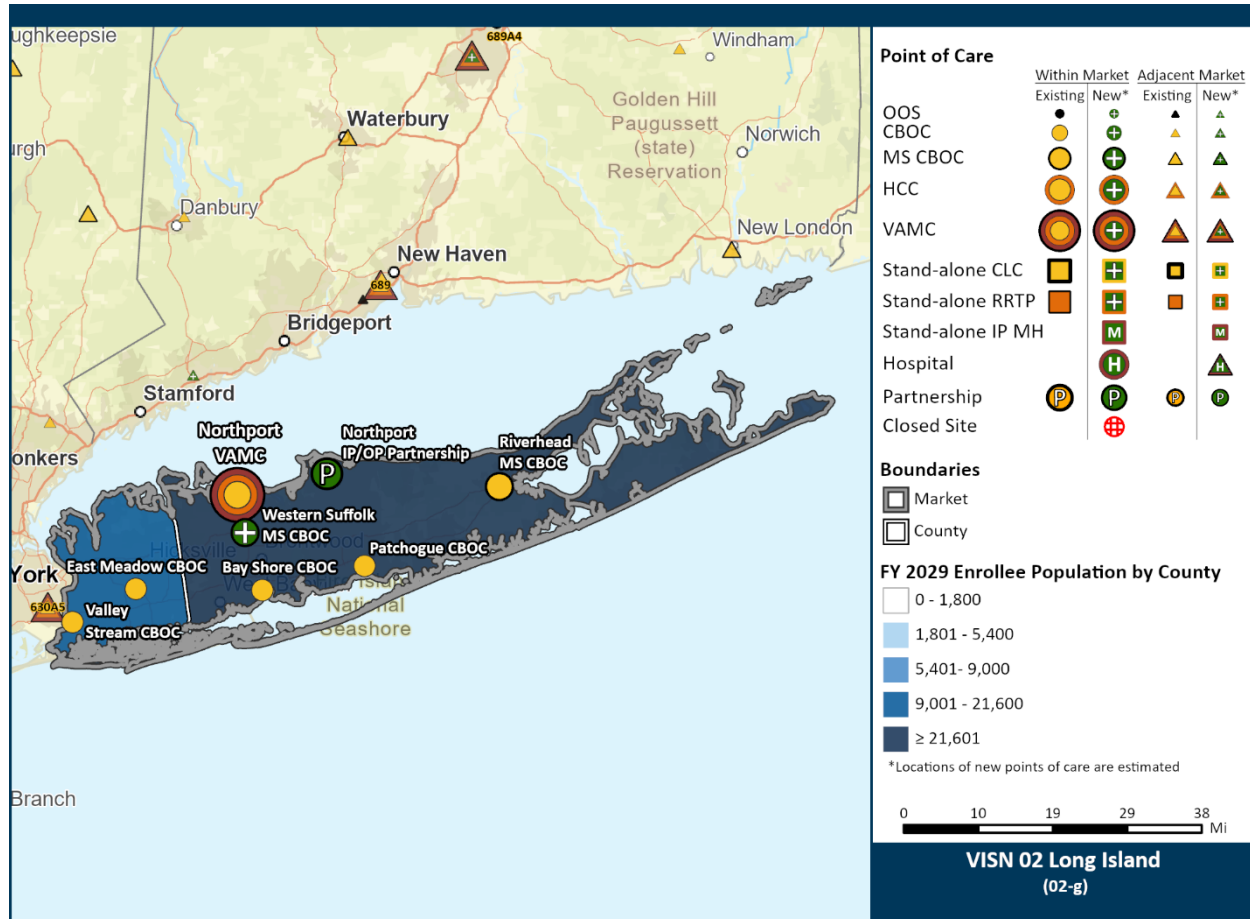 ughkeepsie
689A4
Windham
Waterbury
Golden Hill
Paugussett
(state)
Reservation
Norwich
urgh
Danbury
New London
New Haven
689
Bridgeport
Stamford
onkers
Northport
VAMC
Northport
IP/OP Partnership
Riverhead
MS CBOC
Western Suffolk
MS CBOC
Hicksville
East Meadow CBOC
Bay Shore CBOC
Patchogue CBOC
York
630A5
Valley
Stream CBOC
National
Seashore
Branch
Point of Care
Within Market Adjacent Market
Existing New* Existing New*
OOS
CBOC
MS CBOC
HCC
VAMC
Stand-alone CLC
Stand-alone RRTP
Stand-alone IP MH M M
Hospital H H
Partnership P P P P
Closed Site
Boundaries
Market
County
FY 2029 Enrollee Population by County
0 - 1,800
1,801 - 5,400
5,401- 9,000
9,001 - 21,600
≥ 21,601
*Locations of new points of care are estimated
0 10 19 29 38
Mi
VISN 02 Long Island
(02-g)